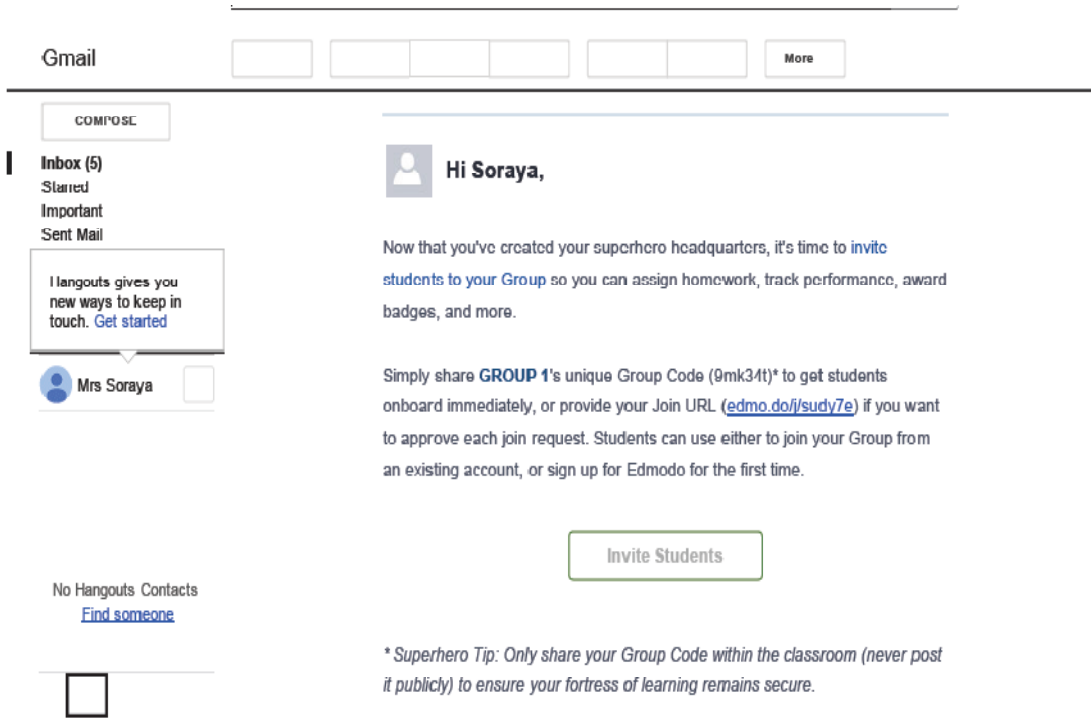 Gmail
More
COMPOSE
Inbox (5)
Starred
Important
Sent Mail
Hangouts gives you
new ways to keep in
touch. Get started
Mrs Soraya
No Hangouts Contacts
Find someone
Hi Soraya,
Now that you've created your superhero headquarters, it's time to invite
students to your Group so you can assign homework, track performance, award
badges, and more.
Simply share GROUP 1's unique Group Code (9mk34t)* to get students
onboard immediately, or provide your Join URL (edmo.do/j/sudy7e) if you want
to approve each join request. Students can use either to join your Group from
an existing account, or sign up for Edmodo for the first time.
Invite Students
* Superhero Tip: Only share your Group Code within the classroom (never post
it publicly) to ensure your fortress of learning remains secure.